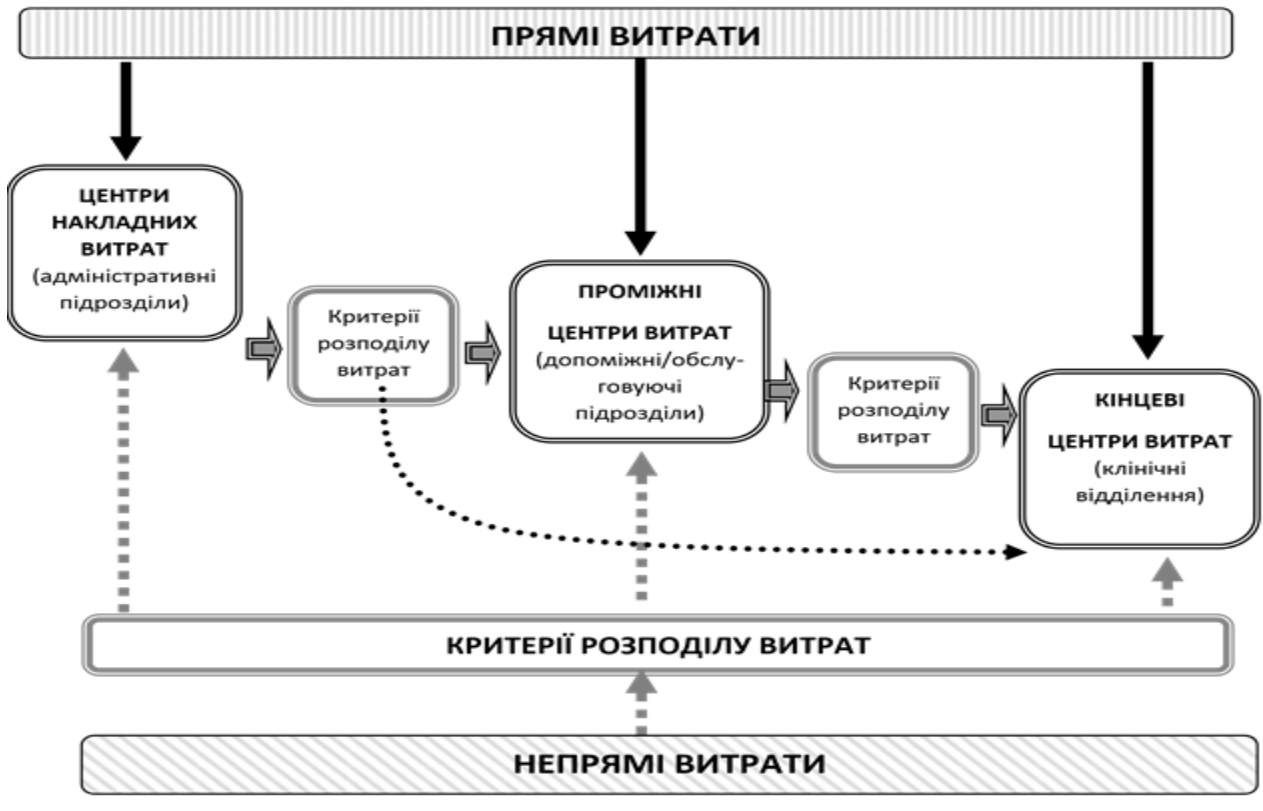 ПРЯМІ ВИТРАТИ
ЦЕНТРИ
НАКЛАДНИХ
ВИТРАТ
(адміністративні
підрозділи)
Критерії
розподілу
витрат
ПРОМІЖНІ
ЦЕНТРИ ВИТРАТ
(допоміжні/обслу-
говуючі
підрозділи)
Критерії
розподілу
витрат
КІНЦЕВІ
ЦЕНТРИ ВИТРАТ
(клінічні
відділення)
КРИТЕРІЇ РОЗПОДІЛУ ВИТРАТ
НЕПРЯМІ ВИТРАТИ